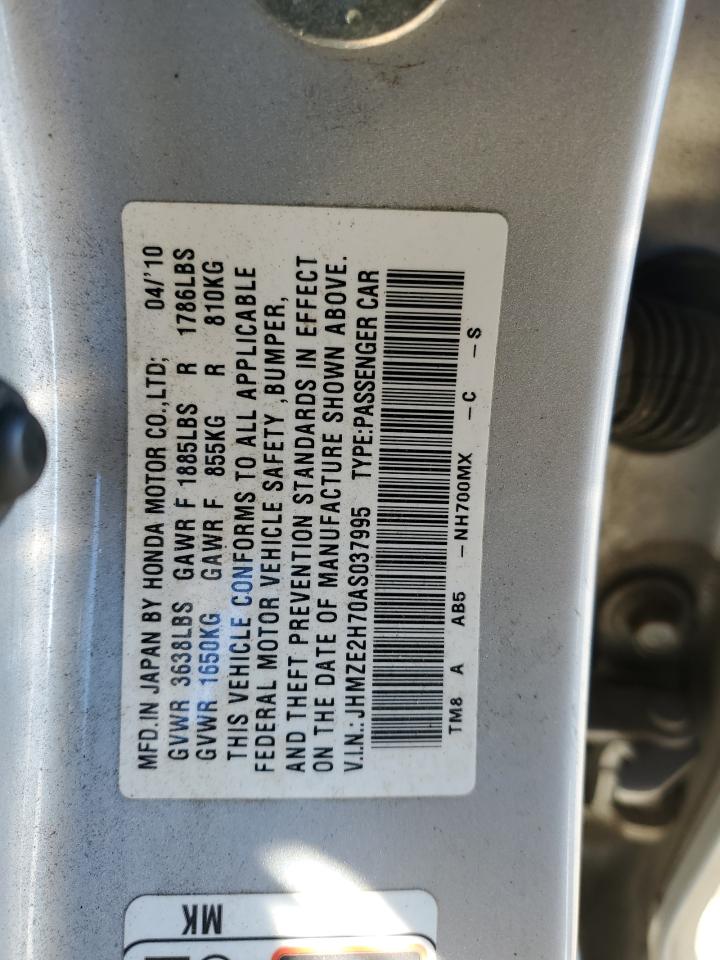 MFD.IN JAPAN BY HONDA MOTOR CO.,LTD; 04/'10
GVWR 3638LBS GAWR F 1885LBS R 1786LBS
GVWR 1650KG GAWR F 855KG R 810KG
THIS VEHICLE CONFORMS TO ALL APPLICABLE
FEDERAL MOTOR VEHICLE SAFETY ,BUMPER,
AND THEFT PREVENTION STANDARDS IN EFFECT
ON THE DATE OF MANUFACTURE SHOWN ABOVE.
V.I.N.: JHMZE2H70AS037995 TYPE:PASSENGER CAR
TM8 A AB5 -NH700MX -C -S
MK